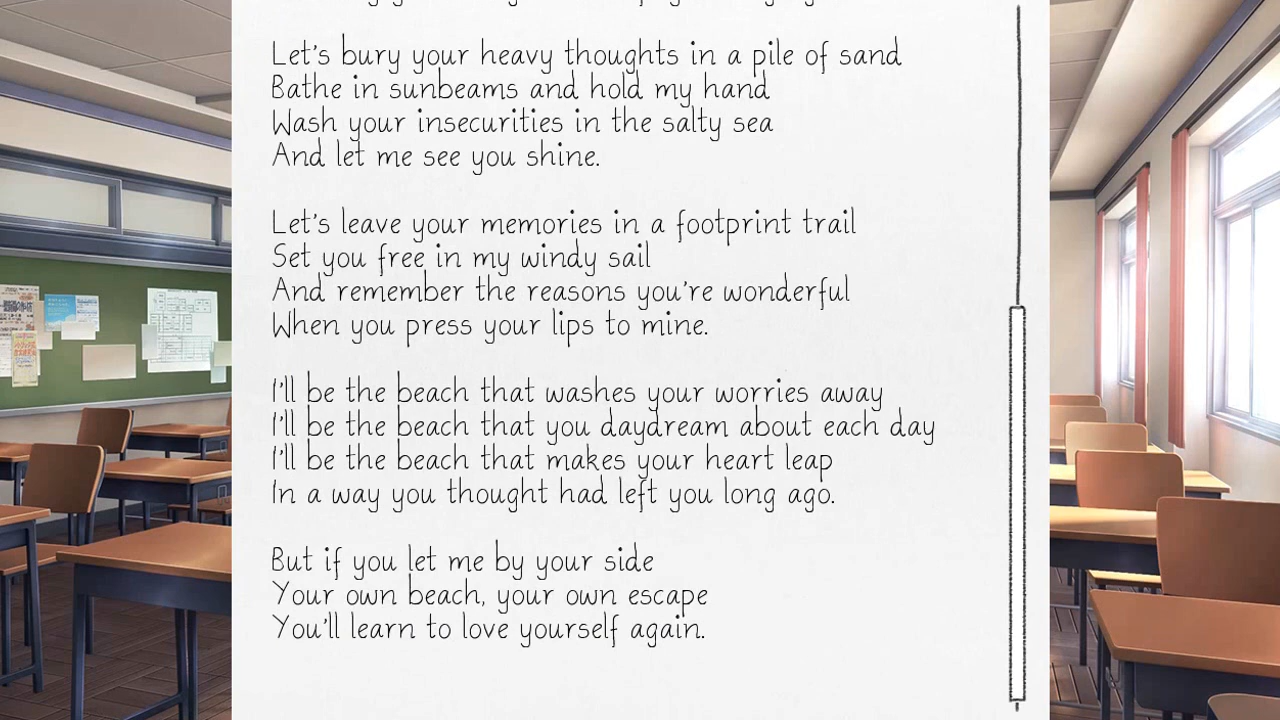 Let's bury your heavy thoughts in a pile of sand
Bathe in sunbeams and hold my hand
Wash your insecurities in the salty sea
And let me see you shine.
Let's leave your memories in a footprint trail
Set you free in my windy sail
And remember the reasons you're wonderful
When you press your lips to mine.
I'll be the beach that washes your worries away
I'll be the beach that you daydream about each day
I'll be the beach that makes your heart leap
In a way you thought had left you long ago.
But if you let me by your side
Your own beach, your own escape
You'll learn to love yourself again.